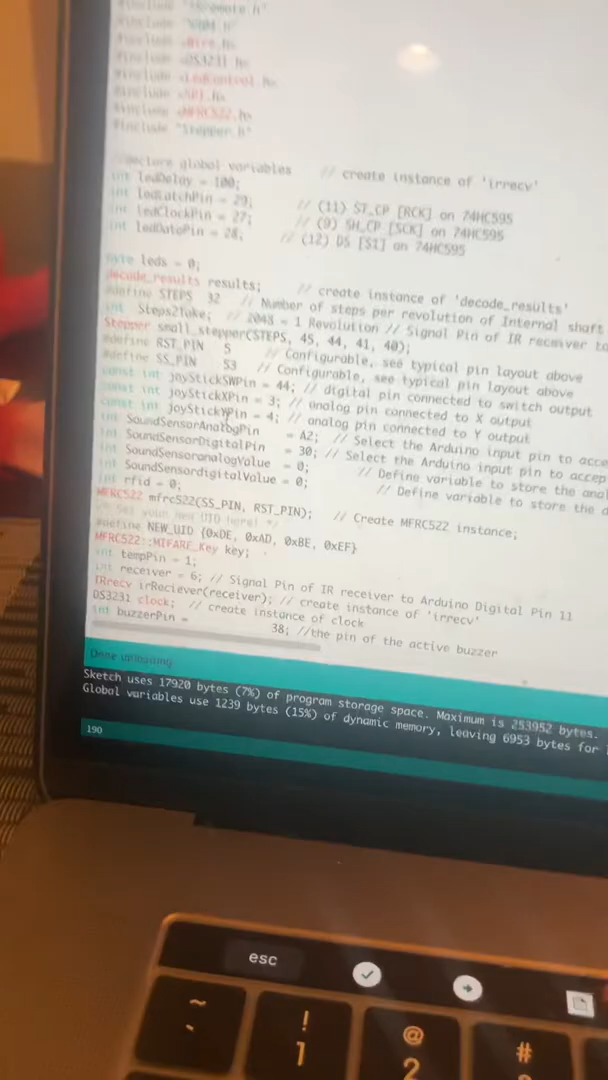 #include "IRremote.h"
#include <Wire.h>
#include <DS3231.h>
#include <LedControl.h>
#include <SPI.h>
#include <MFRC522.h>
#include "Stepper.h"
//declare global variables // create instance of 'irrecv'
int ledDelay = 100;
int ledLatchPin = 29; // (11) ST_CP [RCK] on 74HC595
int ledClockPin = 27; // (9) SH_CP [SCK] on 74HC595
int ledDataPin = 28; // (12) DS [S1] on 74HC595
byte leds = 0;
decode_results results; // create instance of 'decode_results'
#define STEPS 32 // Number of steps per revolution of Internal shaft
int Steps2Take; // 2048 = 1 Revolution // Signal Pin of IR receiver to
Stepper small_stepper(STEPS, 45, 44, 41, 40);
#define RST_PIN 5 // Configurable, see typical pin layout above
#define SS_PIN 53 // Configurable, see typical pin layout above
const int joyStickSWPin = 44; // digital pin connected to switch output
const int joyStickXPin = 3; // analog pin connected to X output
const int joyStickYPin = 4; // analog pin connected to Y output
int SoundSensorAnalogPin = A2; // Select the Arduino input pin to acce
int SoundSensorDigitalPin = 30; // Select the Arduino input pin to accep
int SoundSensoranalogValue = 0; // Define variable to store the anal
int SoundSensordigitalValue = 0; // Define variable to store the d
int rfid = 0;
MFRC522 mfrc522(SS_PIN, RST_PIN); // Create MFRC522 instance;
/* Set your new UID here! */
#define NEW_UID {0xDE, 0xAD, 0xBE, 0xEF}
MFRC522::MIFARE_Key key;
int tempPin = 1;
int receiver = 6; // Signal Pin of IR receiver to Arduino Digital Pin 11
IRrecv irReciever(receiver); // create instance of 'irrecv'
DS3231 clock; // create instance of clock
int buzzerPin = 38; //the pin of the active buzzer
Done uploading
Sketch uses 17920 bytes (7%) of program storage space. Maximum is 253952 bytes.
Global variables use 1239 bytes (15%) of dynamic memory, leaving 6953 bytes for
190
esc
~
`
!
1
@
2
#